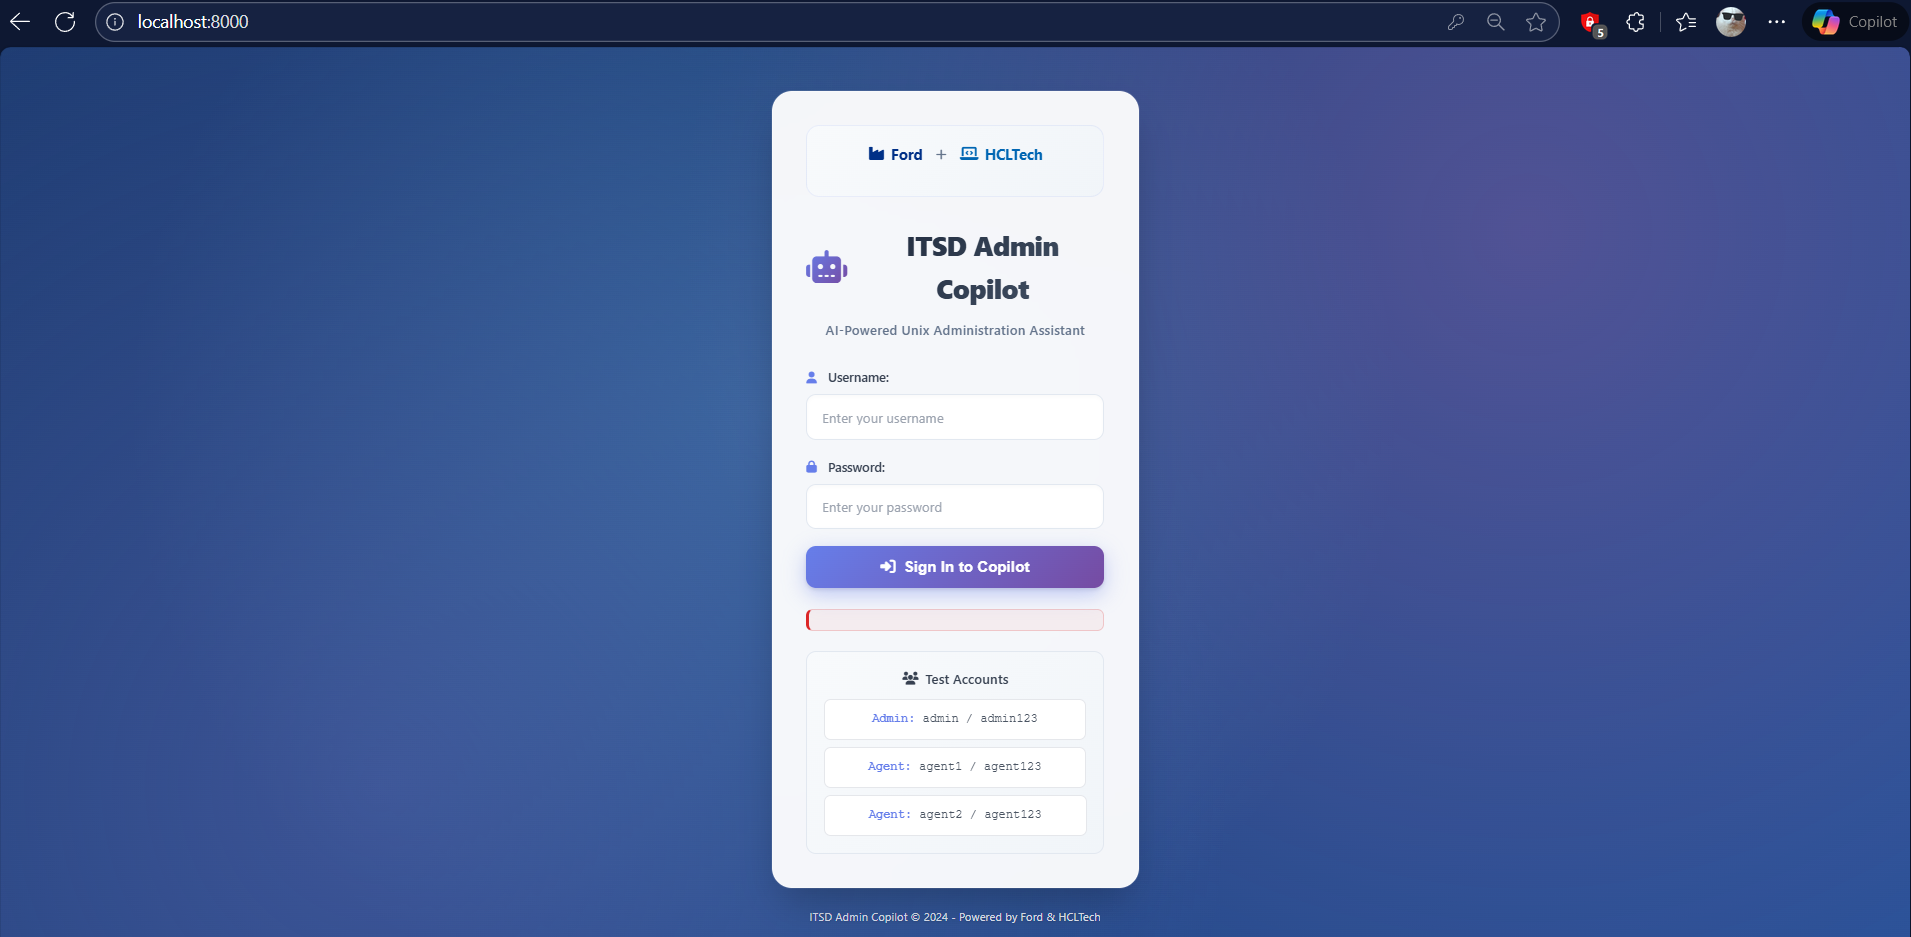 localhost:8000
5
Copilot
Ford + HCLTech
ITSD Admin
Copilot
AI-Powered Unix Administration Assistant
Username:
Enter your username
Password:
Enter your password
Sign In to Copilot
Test Accounts
Admin: admin / admin123
Agent: agent1 / agent123
Agent: agent2 / agent123
ITSD Admin Copilot © 2024 - Powered by Ford & HCLTech